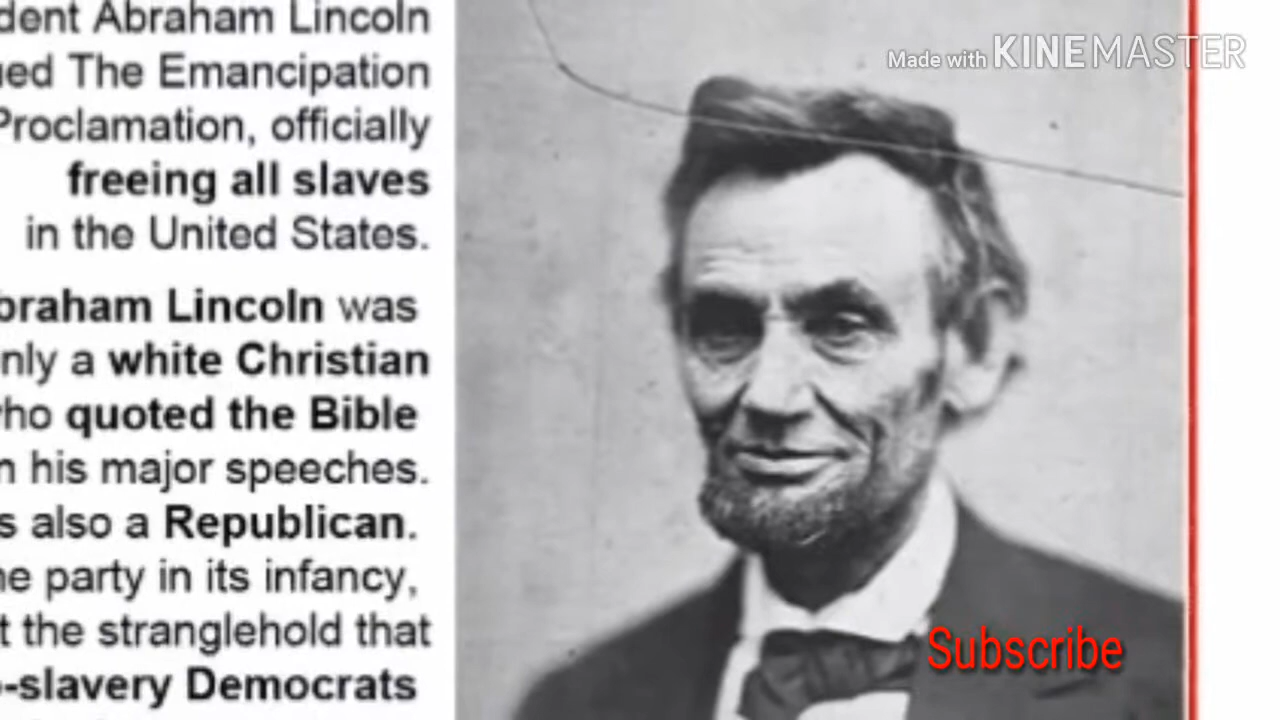 dent Abraham Lincoln
ed The Emancipation
Proclamation, officially
freeing all slaves
in the United States.
braham Lincoln was
nly a white Christian
ho quoted the Bible
n his major speeches.
s also a Republican.
e party in its infancy,
t the stranglehold that
-slavery Democrats
Made with KINEMASTER
Subscribe